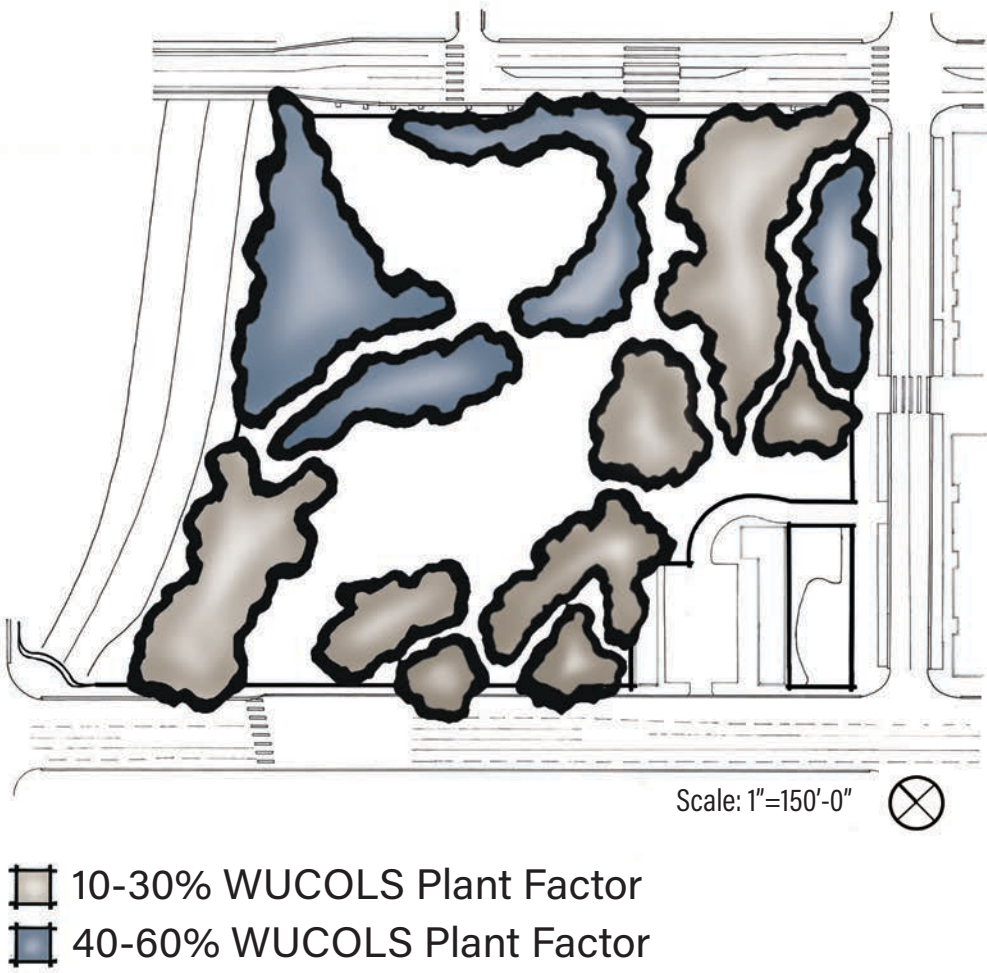 Scale: 1"=150'-0"
10-30% WUCOLS Plant Factor
40-60% WUCOLS Plant Factor